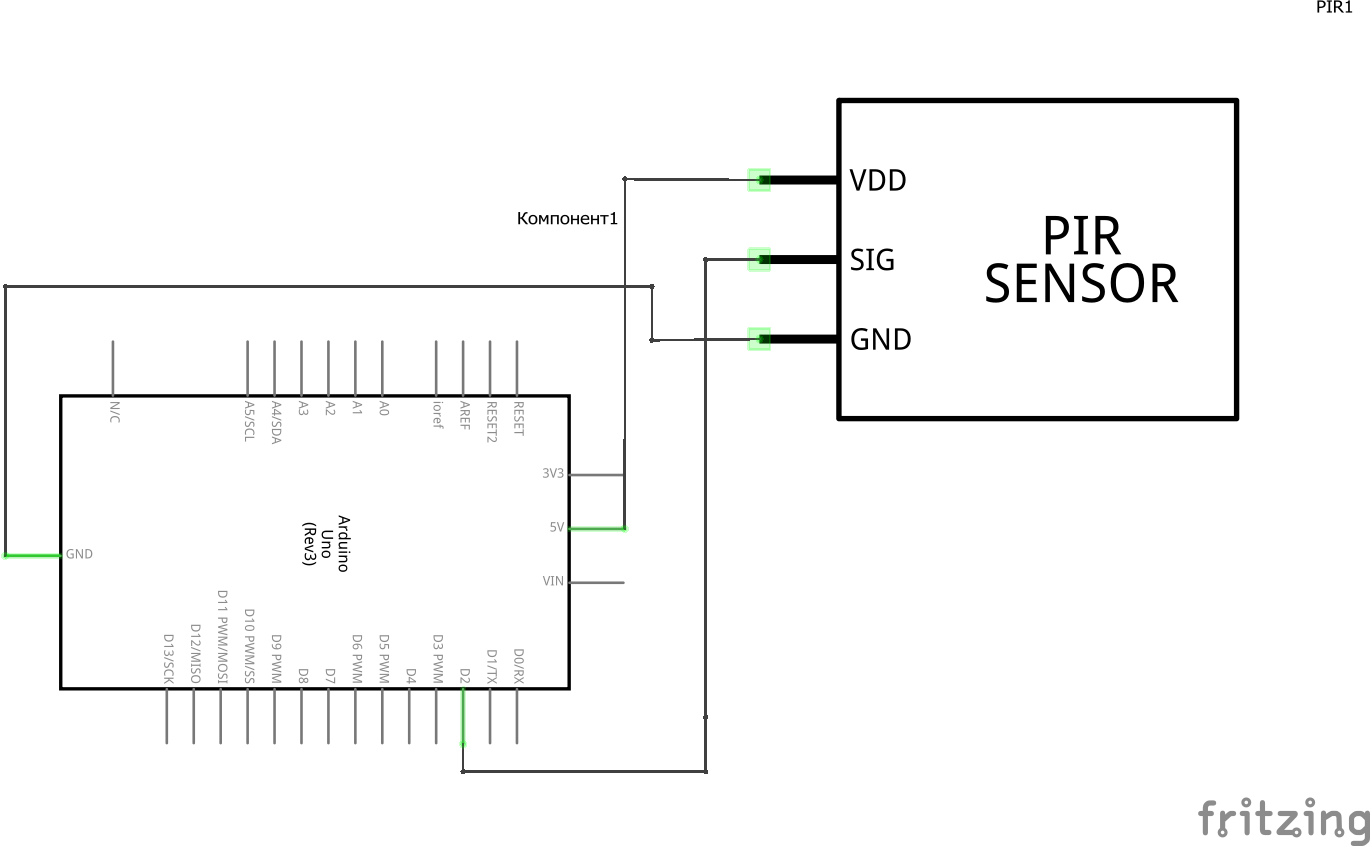 PIR1
VDD
Компонент1
PIR
SENSOR
SIG
GND
N/C
A5/SCL
A4/SDA
A3
A2
A1
A0
ioref
AREF
RESET2
RESET
3V3
5V
VIN
GND
Arduino
Uno
(Rev3)
D13/SCK
D12/MISO
D11 PWM/MOSI
D10 PWM/SS
D9 PWM
D8
D7
D6 PWM
D5 PWM
D4
D3 PWM
D2
D1/TX
D0/RX
fritzing